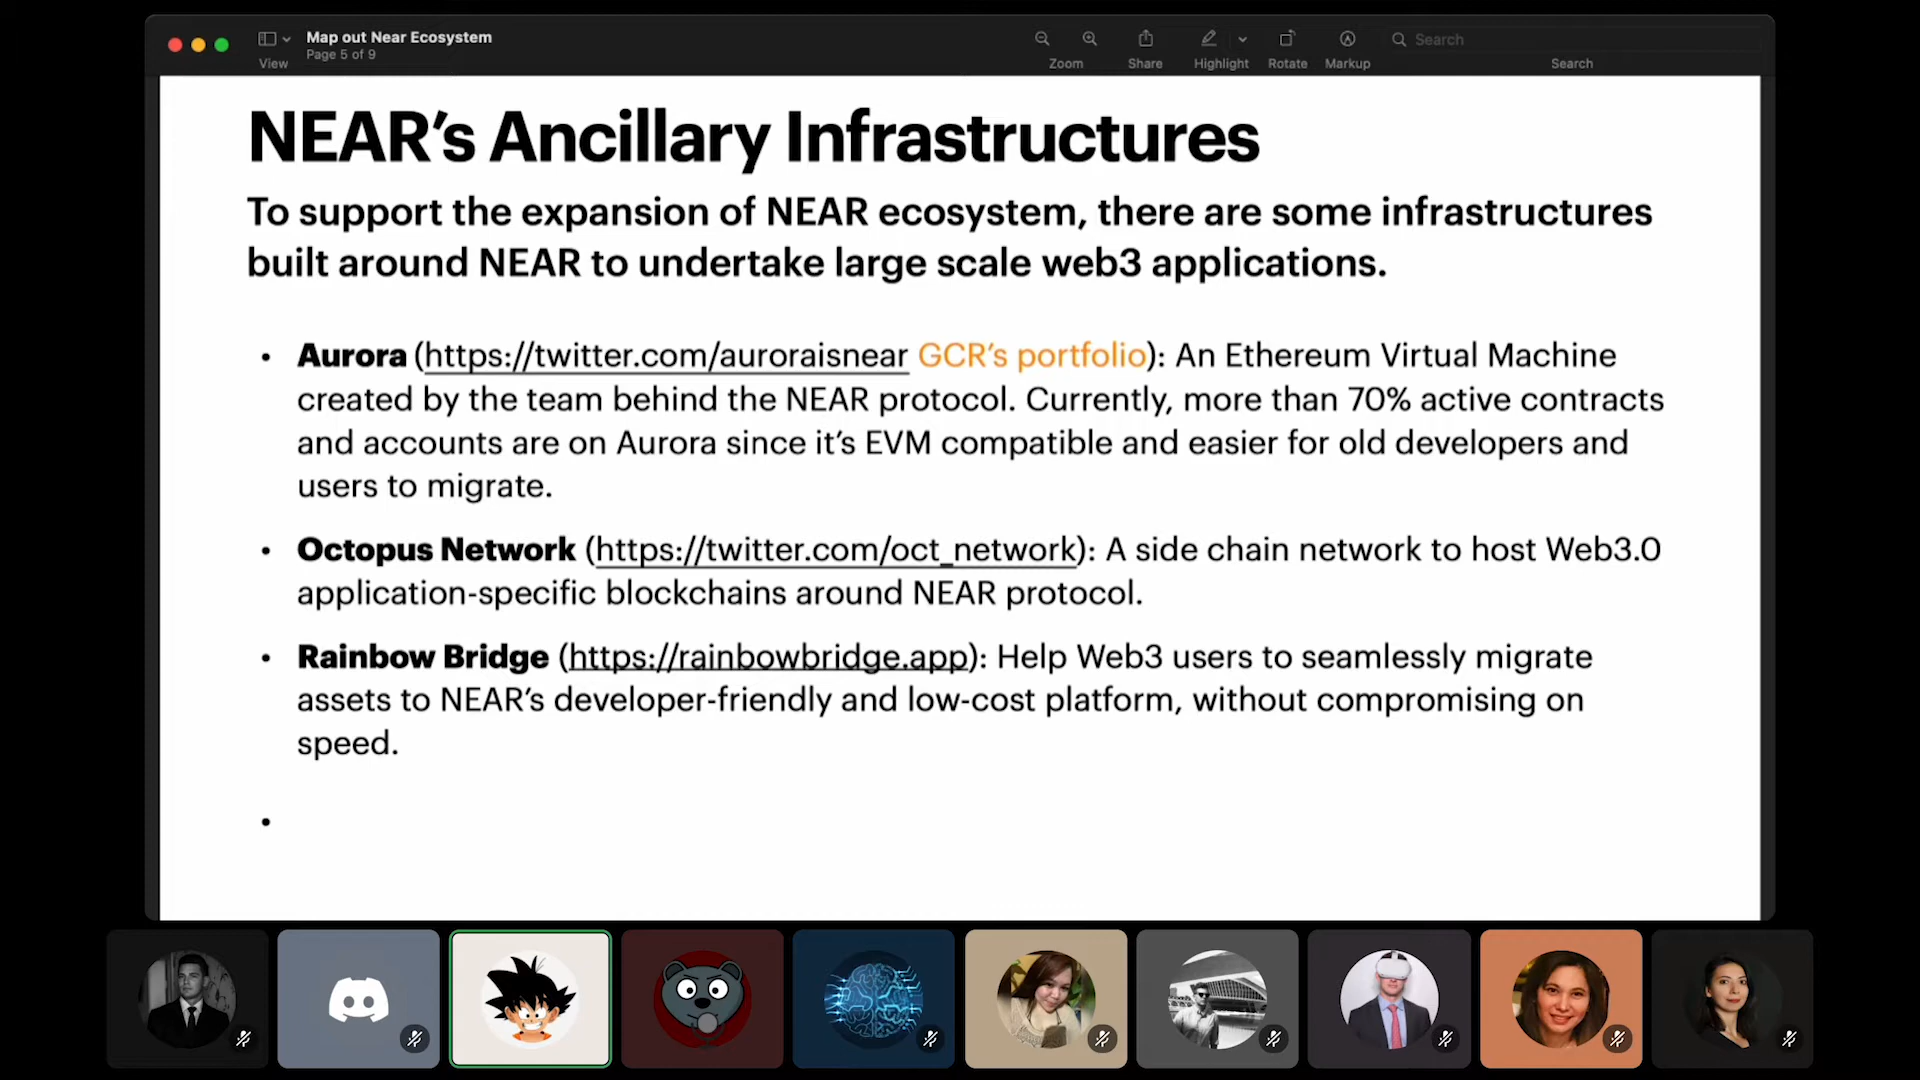 Map out Near Ecosystem
Page 5 of 9
View
Zoom
Share
Highlight
Rotate
Markup
Search
Search
NEAR’s Ancillary Infrastructures
To support the expansion of NEAR ecosystem, there are some infrastructures
built around NEAR to undertake large scale web3 applications.
• Aurora (https://twitter.com/auroraisnear GCR’s portfolio): An Ethereum Virtual Machine
created by the team behind the NEAR protocol. Currently, more than 70% active contracts
and accounts are on Aurora since it’s EVM compatible and easier for old developers and
users to migrate.
• Octopus Network (https://twitter.com/oct_network): A side chain network to host Web3.0
application-specific blockchains around NEAR protocol.
• Rainbow Bridge (https://rainbowbridge.app): Help Web3 users to seamlessly migrate
assets to NEAR’s developer-friendly and low-cost platform, without compromising on
speed.
•